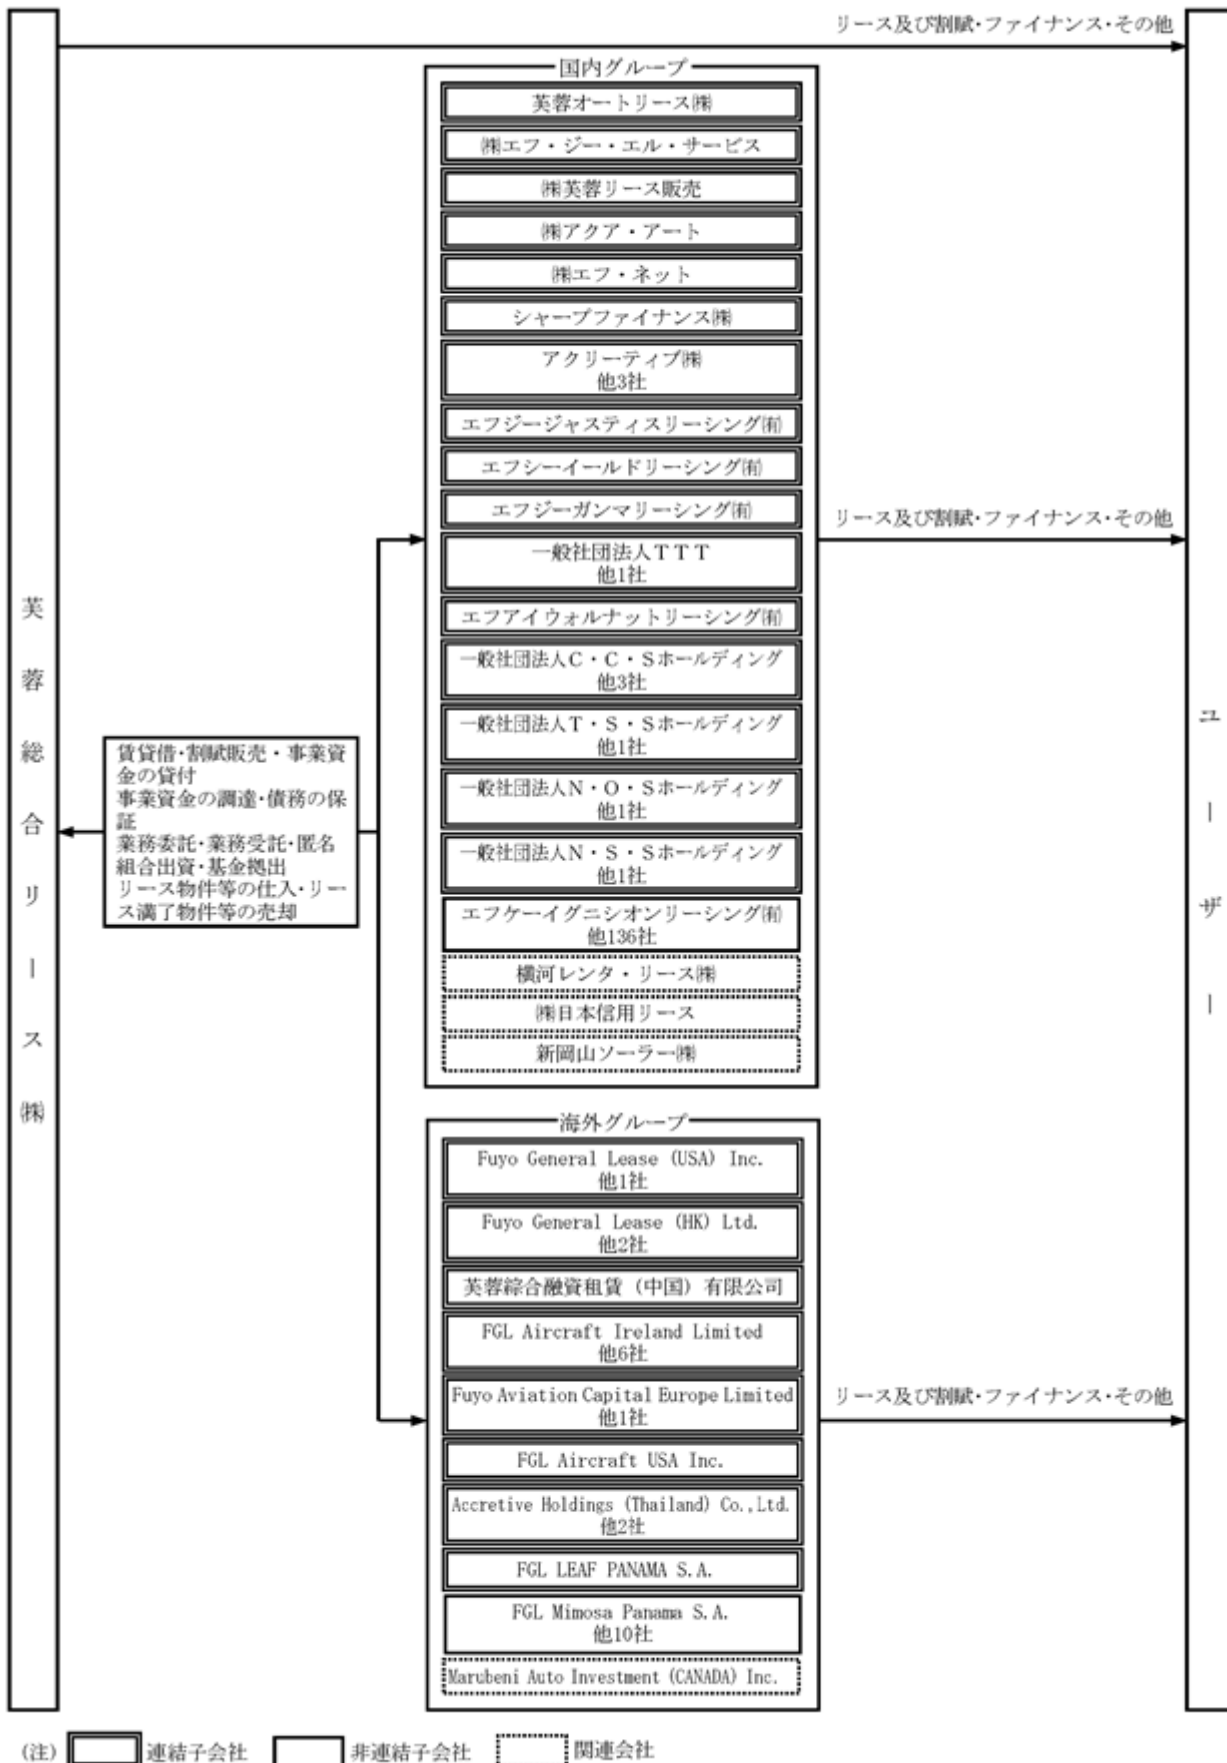 リース及び割賦・ファイナンス・その他
国内グループ
芙蓉オートリース㈱
㈱エフ・ジー・エル・サービス
㈱芙蓉リース販売
㈱アクア・アート
㈱エフ・ネット
シャープファイナンス㈱
アクリーティブ㈱
他3社
エフジージャスティスリーシング㈲
エフシーイールドリーシング㈲
エフジーガンマリーシング㈲
一般社団法人ＴＴＴ
他1社
エフアイウォルナットリーシング㈲
一般社団法人Ｃ・Ｃ・Ｓホールディング
他3社
一般社団法人Ｔ・Ｓ・Ｓホールディング
他1社
一般社団法人Ｎ・Ｏ・Ｓホールディング
他1社
一般社団法人Ｎ・Ｓ・Ｓホールディング
他1社
エフケーイグニシオンリーシング㈲
他136社
横河レンタ・リース㈱
㈱日本信用リース
新岡山ソーラー㈱
リース及び割賦・ファイナンス・その他
芙蓉総合リース㈱
賃貸借・割賦販売・事業資
金の貸付
事業資金の調達・債務の保
証
業務委託・業務受託・匿名
組合出資・基金拠出
リース物件等の仕入・リー
ス満了物件等の売却
ユーザー
海外グループ
Fuyo General Lease (USA) Inc.
他1社
Fuyo General Lease (HK) Ltd.
他2社
芙蓉綜合融資租賃（中国）有限公司
FGL Aircraft Ireland Limited
他6社
Fuyo Aviation Capital Europe Limited
他1社
FGL Aircraft USA Inc.
Accretive Holdings (Thailand) Co.,Ltd.
他2社
FGL LEAF PANAMA S.A.
FGL Mimosa Panama S.A.
他10社
Marubeni Auto Investment (CANADA) Inc.
リース及び割賦・ファイナンス・その他
(注) 連結子会社 非連結子会社 関連会社